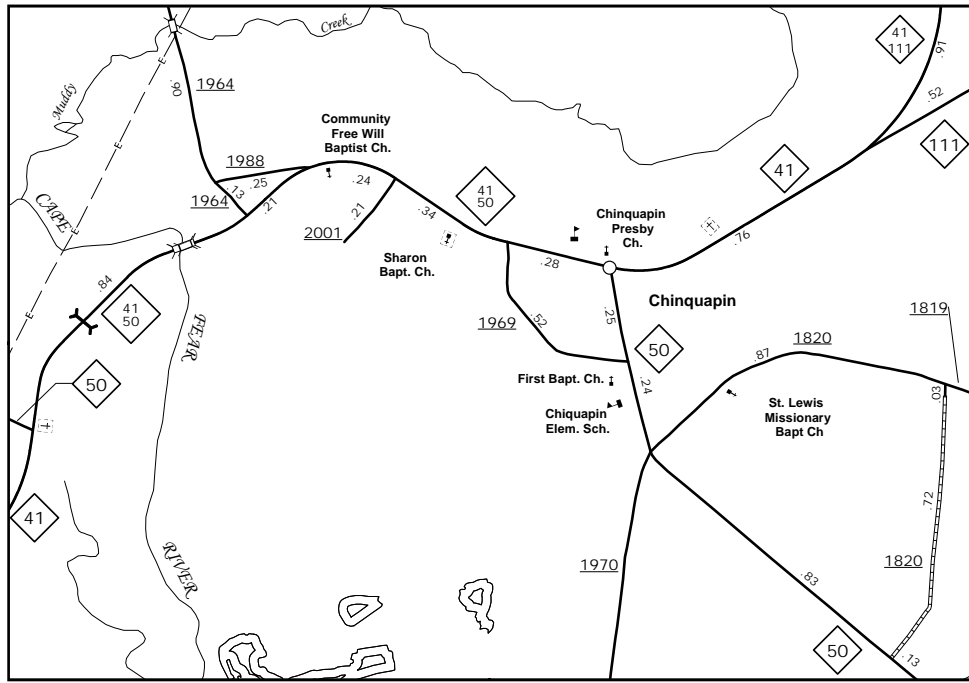 Creek
41
111
.91
1964
.90
Muddy
E
.52
Community
Free Will
Baptist Ch.
111
1988
.25
.24
41
E
41
50
.13
1964
.21
.21
.34
CAPE
Chinquapin
Presby
Ch.
2001
.76
E
Sharon
Bapt. Ch.
.28
.84
Chinquapin
1819
.25
41
50
FEAR
.52
1969
E
1820
50
.87
50
First Bapt. Ch.
.24
.03
St. Lewis
Missionary
Bapt Ch
Chiquapin
Elem. Sch.
.72
41
RIVER
1970
1820
.83
50
.13